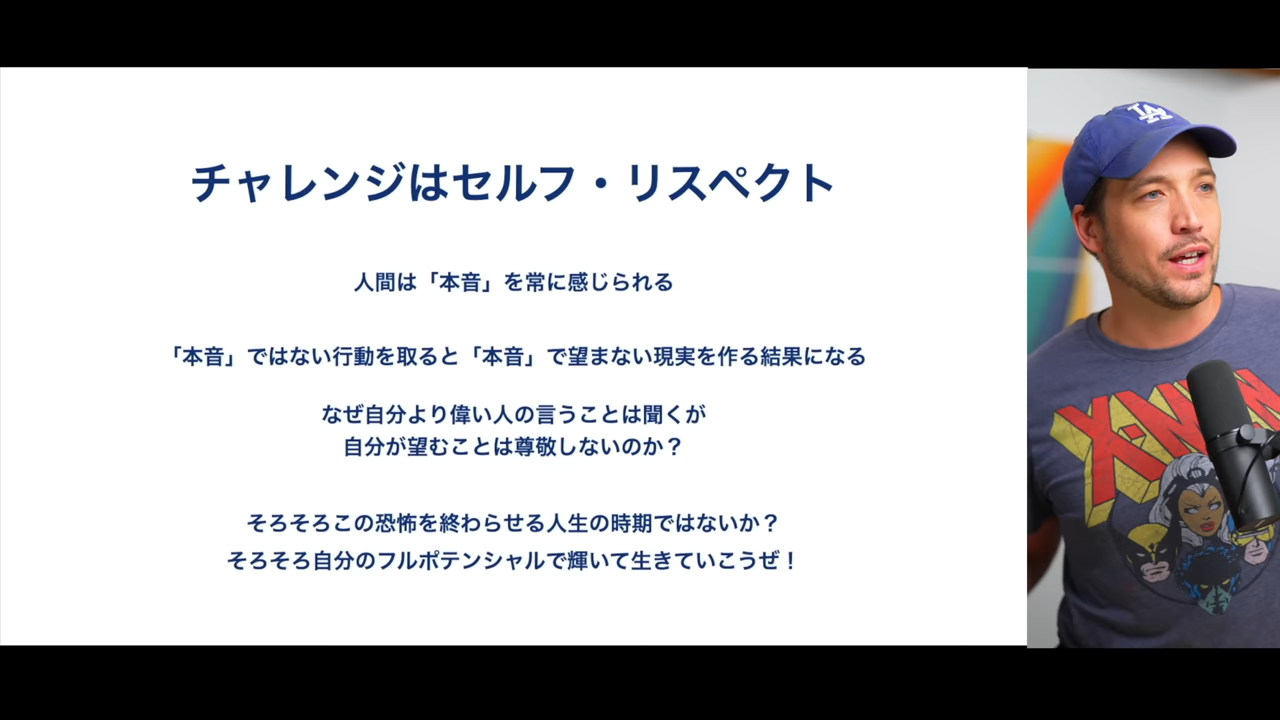 チャレンジはセルフ・リスペクト
人間は「本音」を常に感じられる
「本音」ではない行動を取ると「本音」で望まない現実を作る結果になる
なぜ自分より偉い人の言うことは聞くが
自分が望むことは尊敬しないのか？
そろそろこの恐怖を終わらせる人生の時期ではないか？
そろそろ自分のフルポテンシャルで輝いて生きていこうぜ！
LA
X-MEN